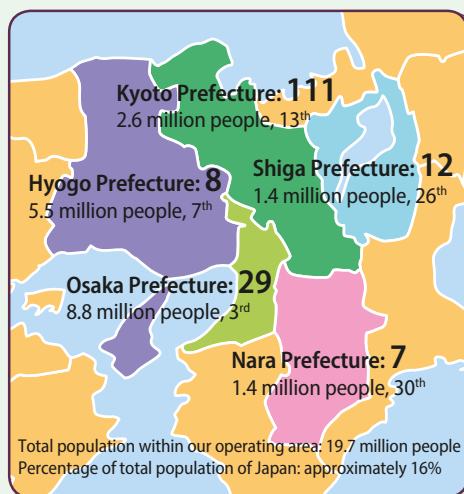 Kyoto Prefecture: 111
2.6 million people, 13th
Shiga Prefecture: 12
1.4 million people, 26th
Hyogo Prefecture: 8
5.5 million people, 7th
Osaka Prefecture: 29
8.8 million people, 3rd
Nara Prefecture: 7
1.4 million people, 30th
Total population within our operating area: 19.7 million people
Percentage of total population of Japan: approximately 16%